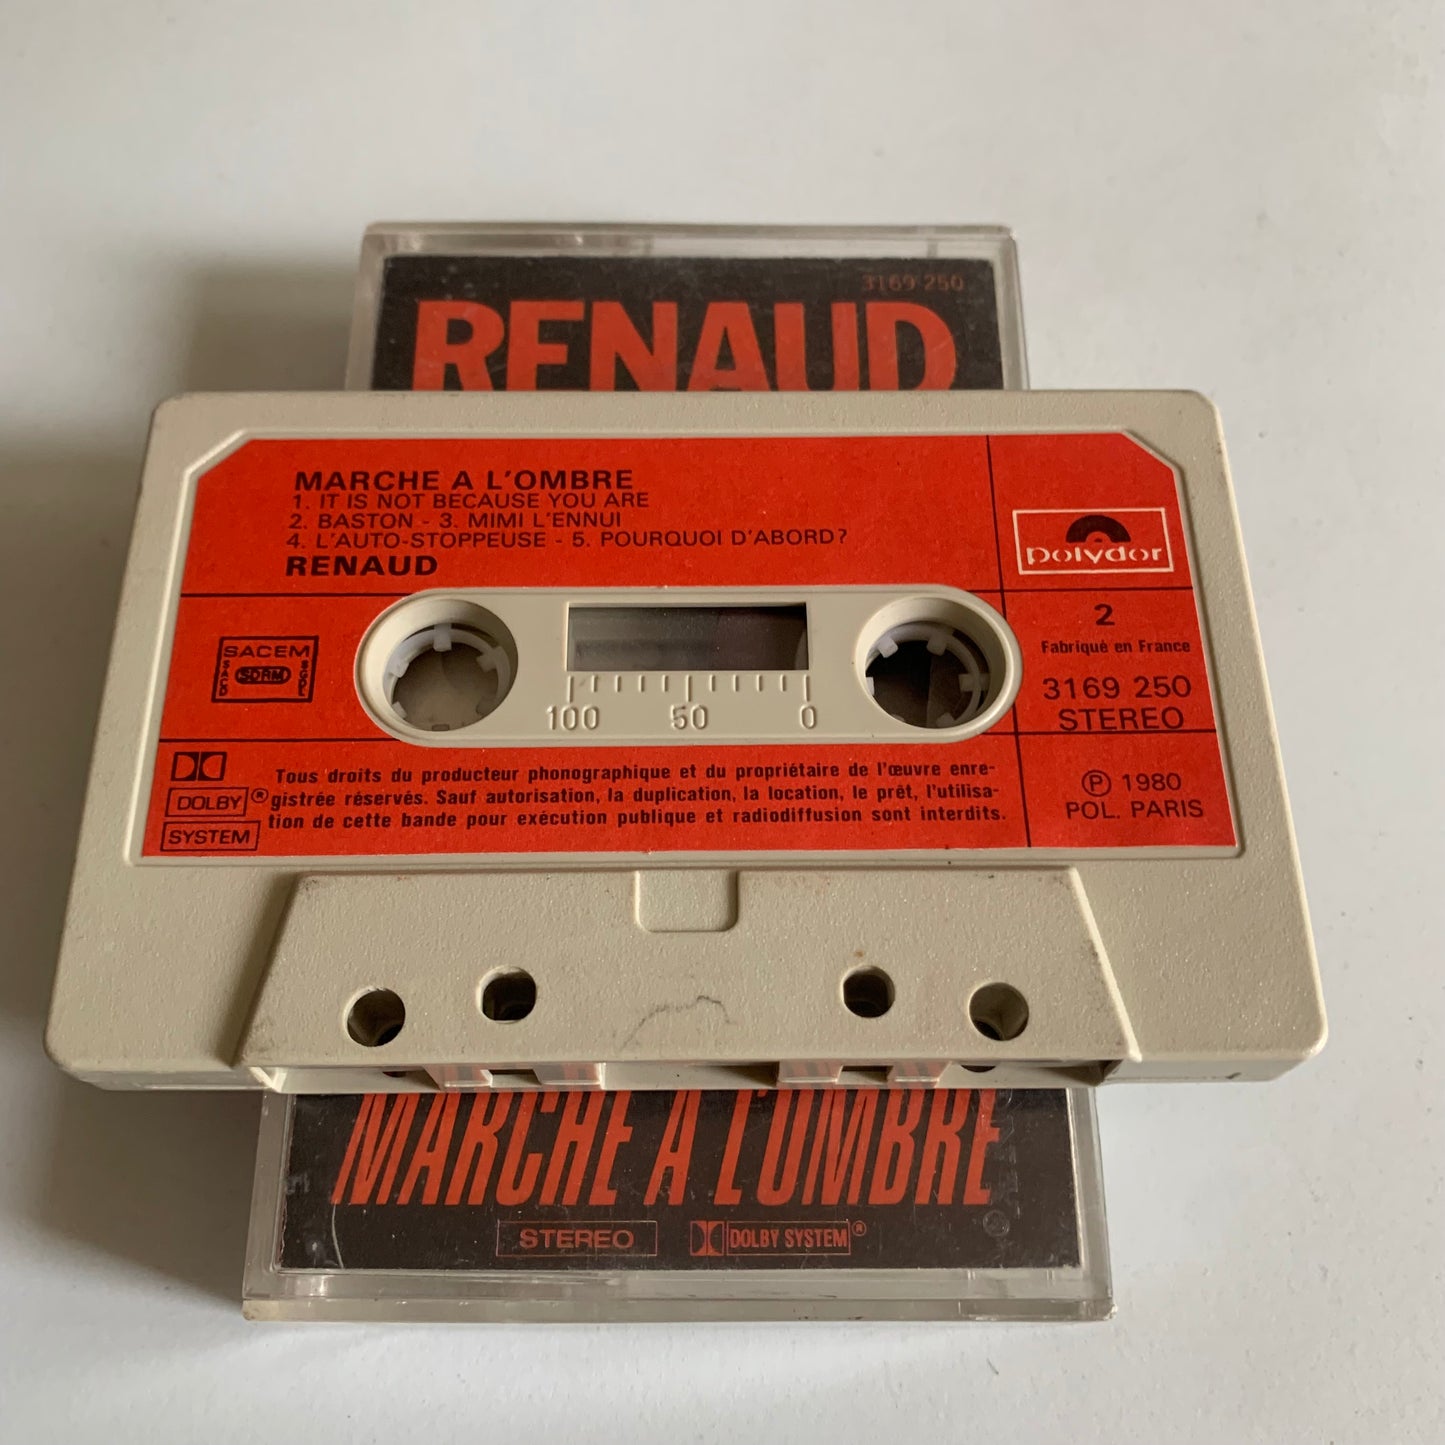 3169 250
RENAUD
MARCHE A L'OMBRE
1. IT IS NOT BECAUSE YOU ARE
2. BASTON - 3. MIMI L'ENNUI
4. L'AUTO-STOPPEUSE - 5. POURQUOI D'ABORD?
RENAUD
polydor
SACEM
SACD
SDRM
SGDL
2
Fabriqué en France
3169 250
STEREO
100 50 0
DOLBY ®
SYSTEM
Tous droits du producteur phonographique et du propriétaire de l'œuvre enre-
gistrée réservés. Sauf autorisation, la duplication, la location, le prêt, l'utilisa-
tion de cette bande pour exécution publique et radiodiffusion sont interdits.
℗ 1980
POL. PARIS
MARCHE A L'OMBRE
STEREO
DOLBY SYSTEM ®